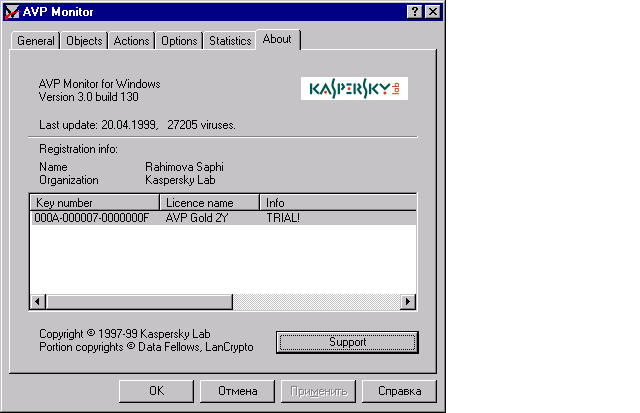 AVP Monitor
General Objects Actions Options Statistics About
AVP Monitor for Windows
Version 3.0 build 130
KASPERSKY lab
Last update: 20.04.1999, 27205 viruses.
Registration info:
Name Rahimova Saphi
Organization Kaspersky Lab
Key number Licence name Info
000A-000007-0000000F AVP Gold 2Y TRIAL!
Copyright © 1997-99 Kaspersky Lab
Portion copyrights © Data Fellows, LanCrypto
Support
OK Отмена Применить Справка